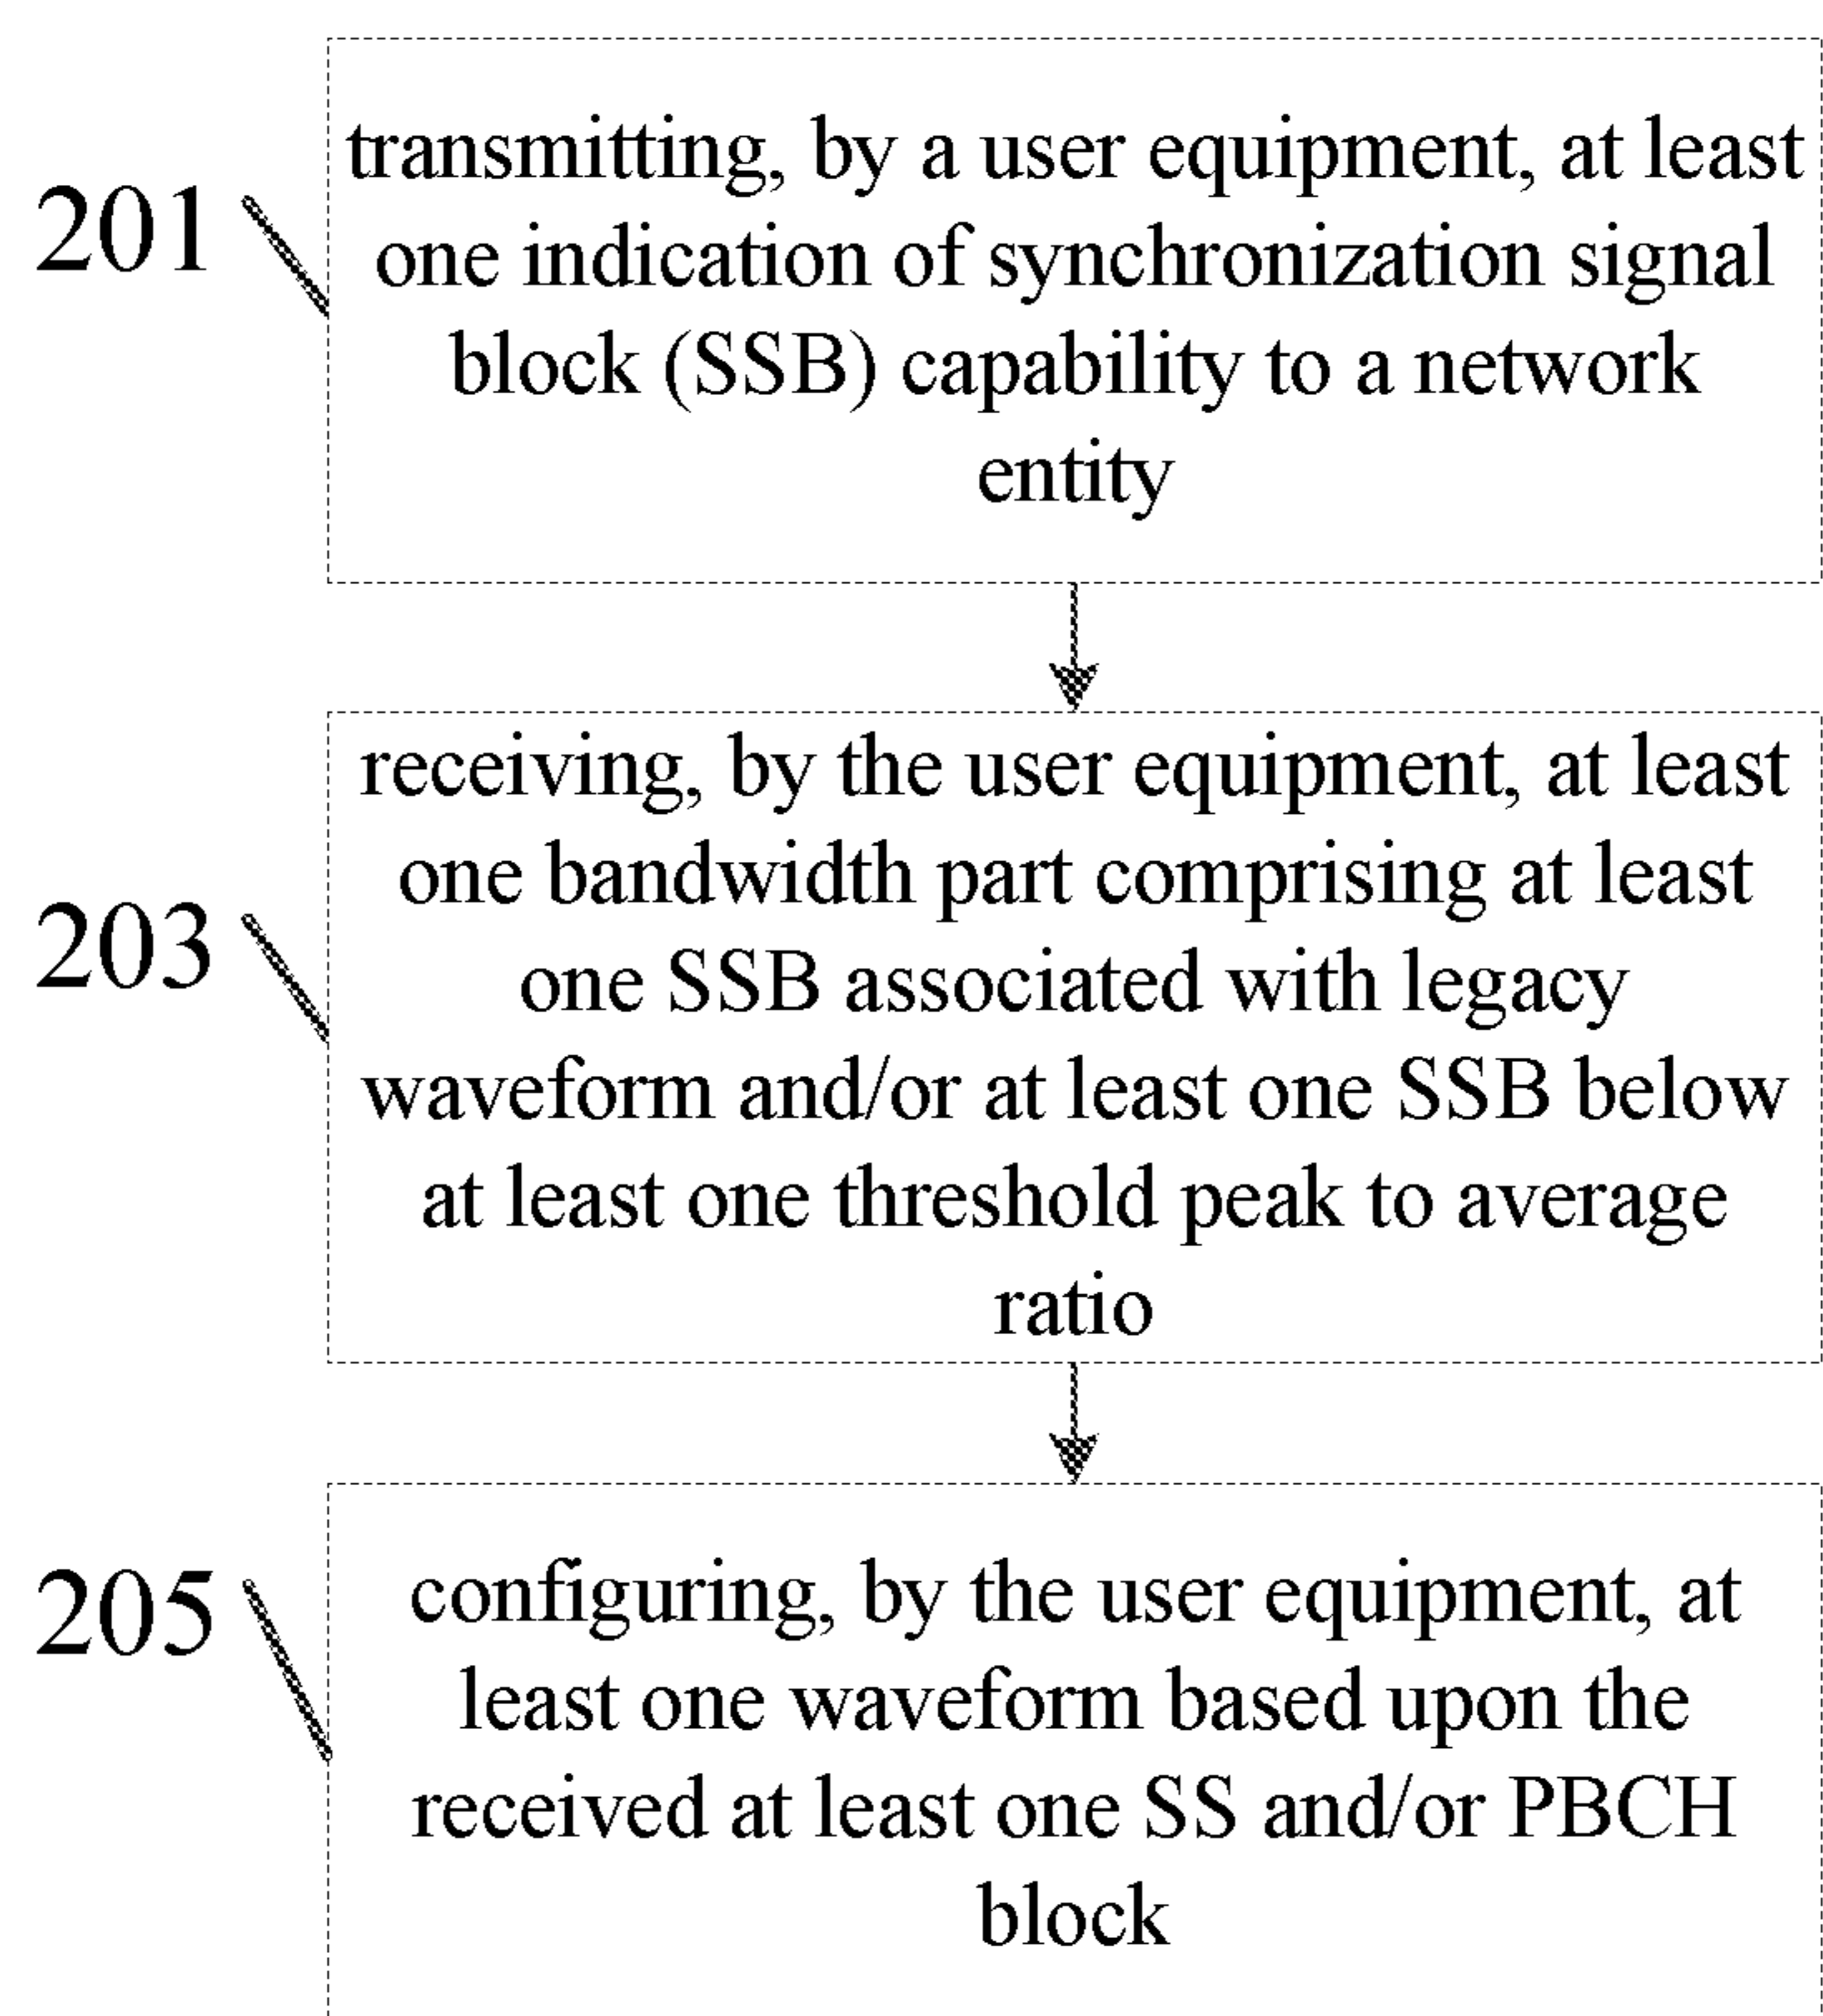 201
transmitting, by a user equipment, at least
one indication of synchronization signal
block (SSB) capability to a network
entity
203
receiving, by the user equipment, at least
one bandwidth part comprising at least
one SSB associated with legacy
waveform and/or at least one SSB below
at least one threshold peak to average
ratio
205
configuring, by the user equipment, at
least one waveform based upon the
received at least one SS and/or PBCH
block